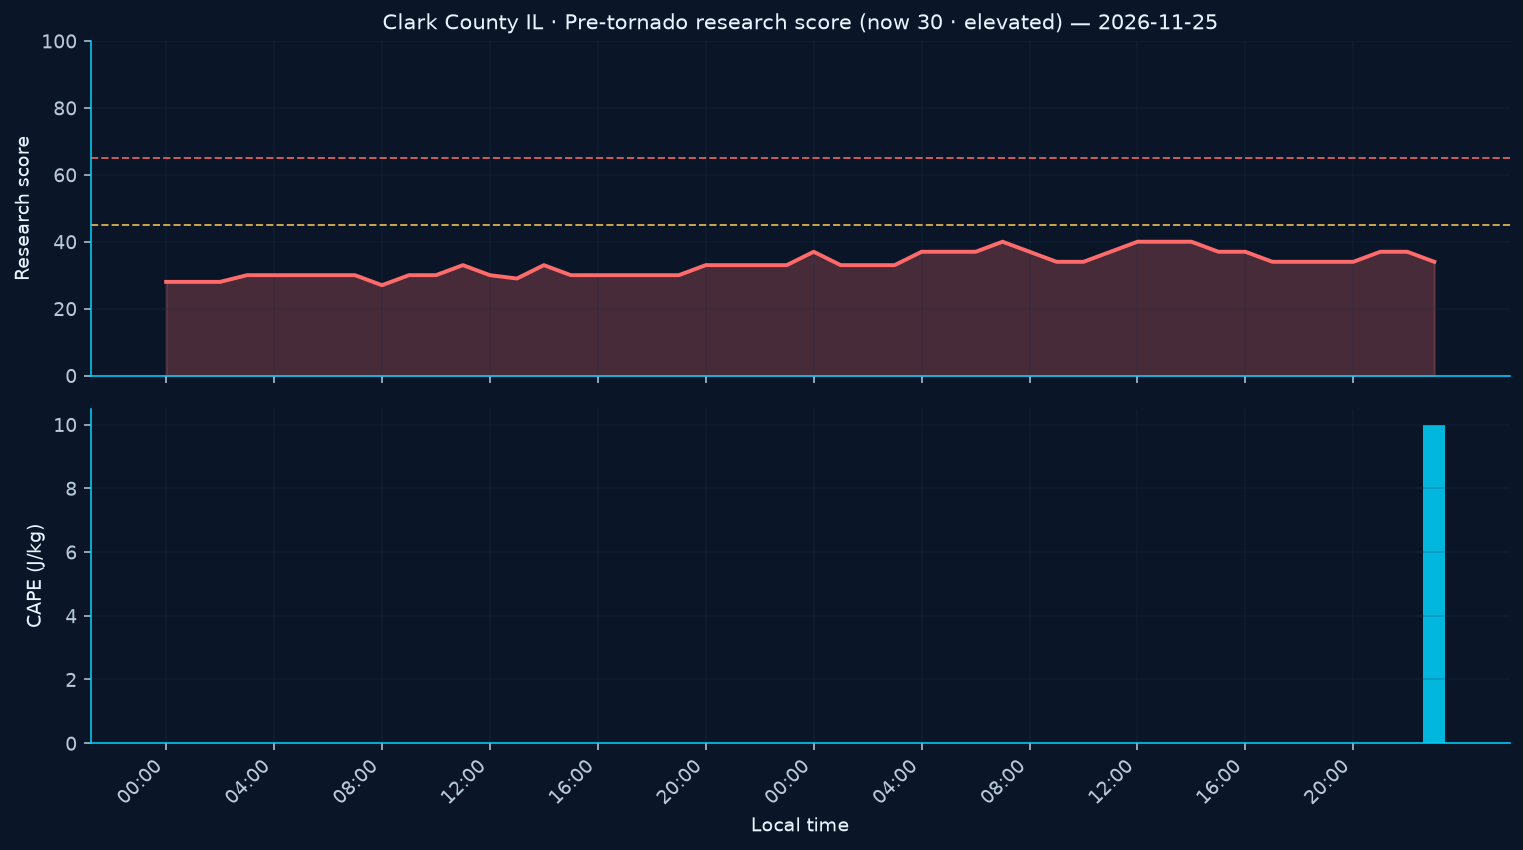 Clark County IL · Pre-tornado research score (now 30 · elevated) — 2026-11-25
Research score
100
80
60
40
20
0
CAPE (J/kg)
10
8
6
4
2
0
00:00 04:00 08:00 12:00 16:00 20:00 00:00 04:00 08:00 12:00 16:00 20:00
Local time